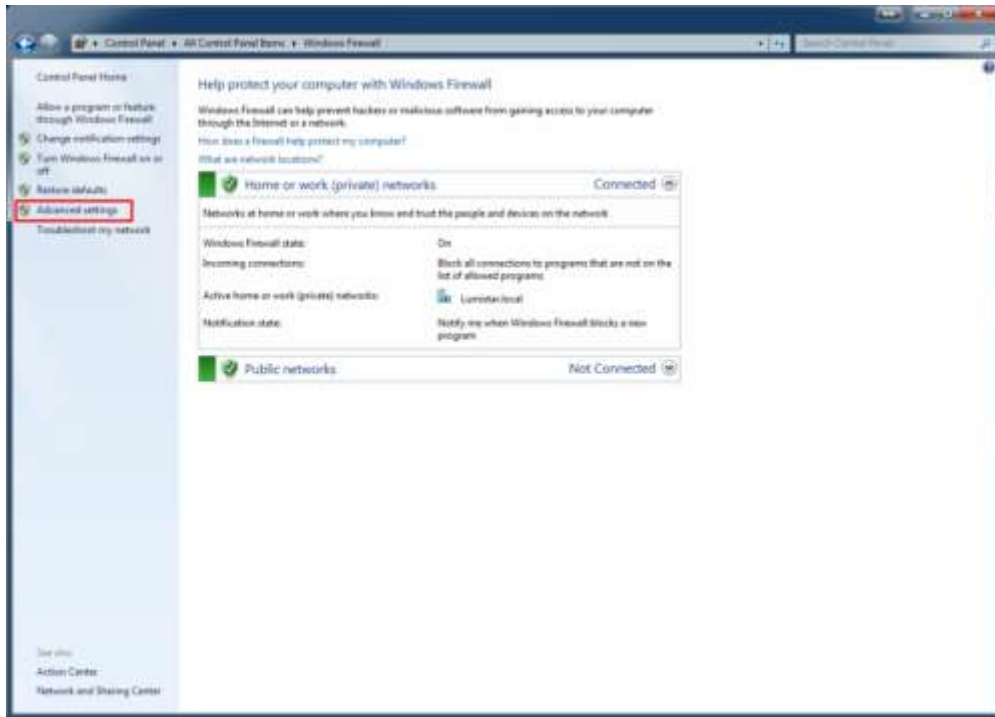 Control Panel ▸ All Control Panel Items ▸ Windows Firewall
Search Control Panel
Control Panel Home
Allow a program or feature
through Windows Firewall
Change notification settings
Turn Windows Firewall on or
off
Restore defaults
Advanced settings
Troubleshoot my network
Help protect your computer with Windows Firewall
Windows Firewall can help prevent hackers or malicious software from gaining access to your computer
through the Internet or a network.
How does a firewall help protect my computer?
What are network locations?
Home or work (private) networks
Connected
Networks at home or work where you know and trust the people and devices on the network
Windows Firewall state:
On
Incoming connections:
Block all connections to programs that are not on the
list of allowed programs
Active home or work (private) networks:
Lumstar.local
Notification state:
Notify me when Windows Firewall blocks a new
program
Public networks
Not Connected
See also
Action Center
Network and Sharing Center